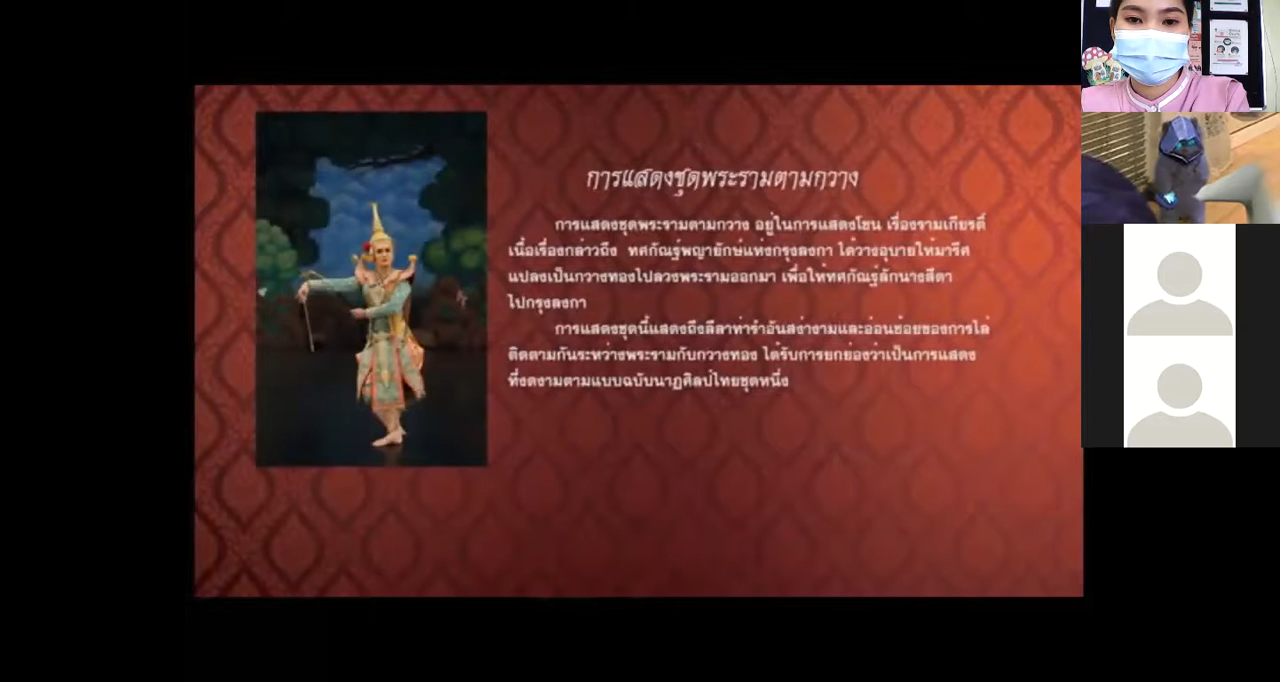 การแสดงชุดพระรามตามกวาง
การแสดงชุดพระรามตามกวาง อยู่ในการแสดงโขน เรื่องรามเกียรติ์
เนื้อเรื่องกล่าวถึง ทศกัณฐ์พญายักษ์แห่งกรุงลงกา ได้วางอุบายให้มารีศ
แปลงเป็นกวางทองไปลวงพระรามออกมา เพื่อให้ทศกัณฐ์ลักนางสีดา
ไปกรุงลงกา
การแสดงชุดนี้แสดงถึงลีลาท่ารำอันสง่างามและอ่อนช้อยของการไล่
ติดตามกันระหว่างพระรามกับกวางทอง ได้รับการยกย่องว่าเป็นการแสดง
ที่งดงามตามแบบฉบับนาฏศิลป์ไทยชุดหนึ่ง